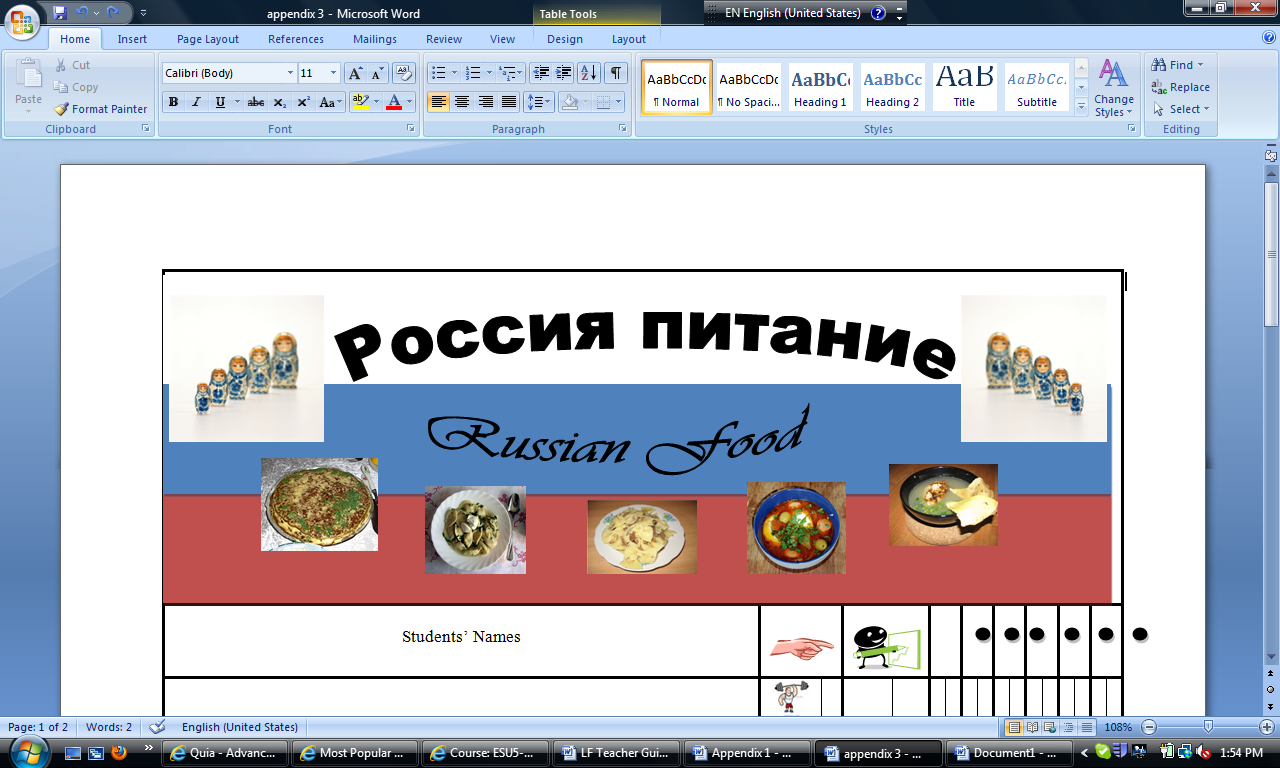 appendix 3 - Microsoft Word
Table Tools
EN English (United States)
Home Insert Page Layout References Mailings Review View Design Layout
Paste
Cut
Copy
Format Painter
Clipboard
Calibri (Body) 11
Font
Paragraph
AaBbCcDc AaBbCcDc AaBbCc AaBbCc AaB AaBbCc.
¶ Normal ¶ No Spaci... Heading 1 Heading 2 Title Subtitle
Change Styles
Styles
Find
Replace
Select
Editing
Россия питание
Russian Food
Students’ Names
Page: 1 of 2 Words: 2 English (United States) 108%
Quia - Advanc... Most Popular ... Course: ESU5-... LF Teacher Gui... Appendix 1 - ... appendix 3 - ... Document1 - ... 1:54 PM